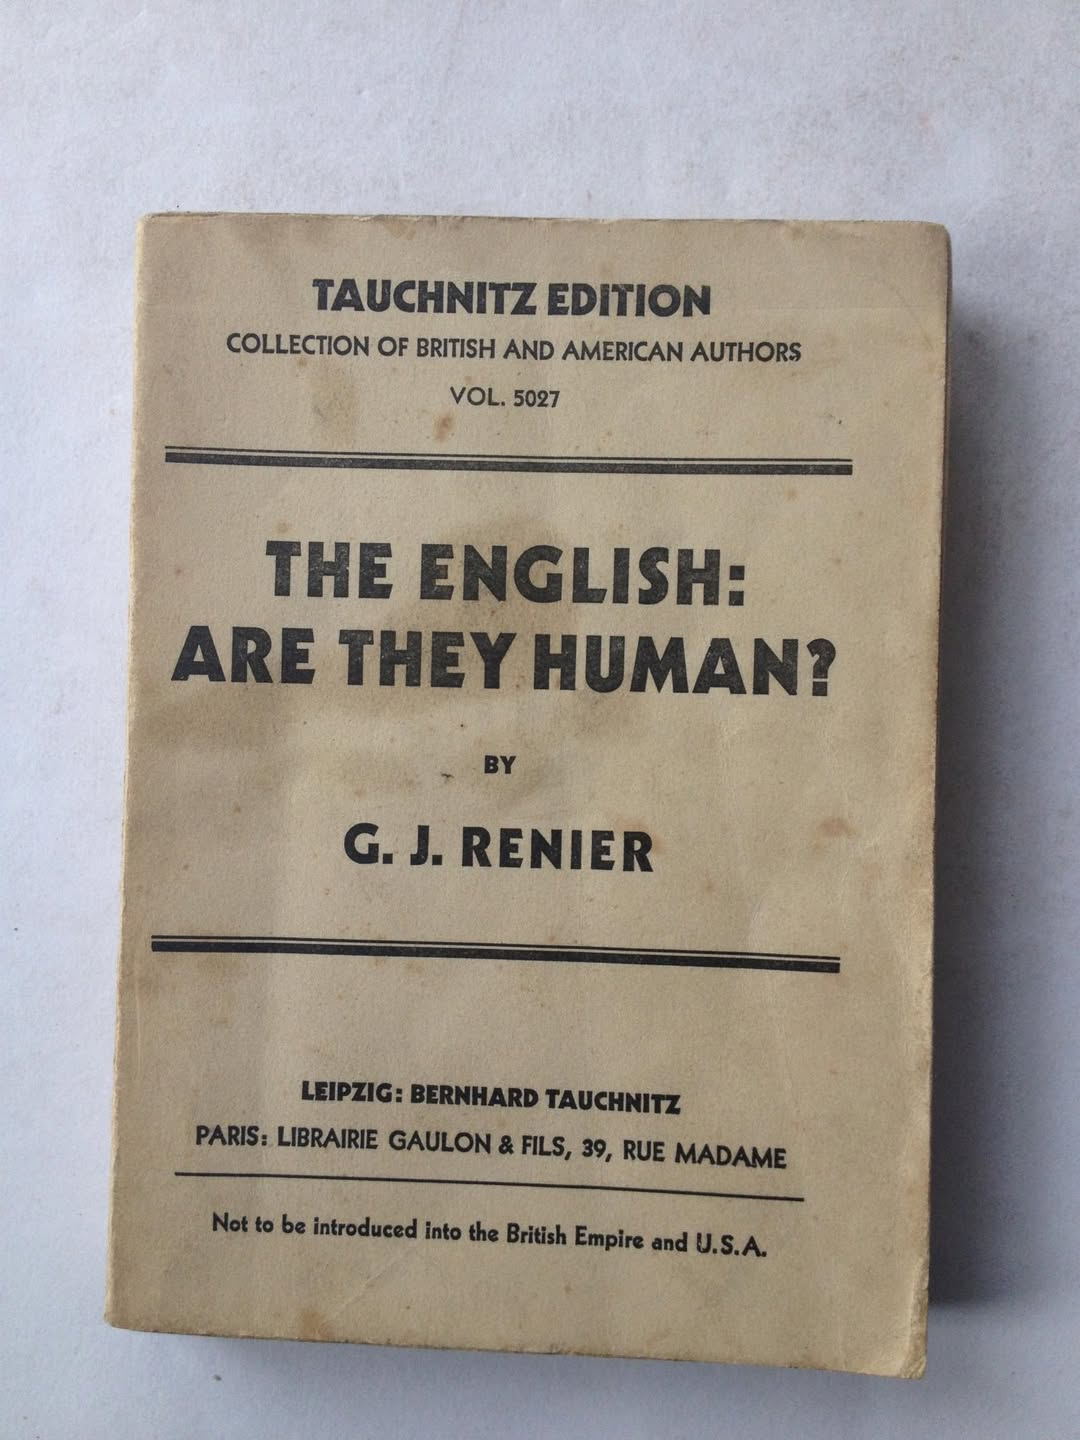 TAUCHNITZ EDITION
COLLECTION OF BRITISH AND AMERICAN AUTHORS
VOL. 5027
THE ENGLISH:
ARE THEY HUMAN?
BY
G. J. RENIER
LEIPZIG: BERNHARD TAUCHNITZ
PARIS: LIBRAIRIE GAULON & FILS, 39, RUE MADAME
Not to be introduced into the British Empire and U.S.A.